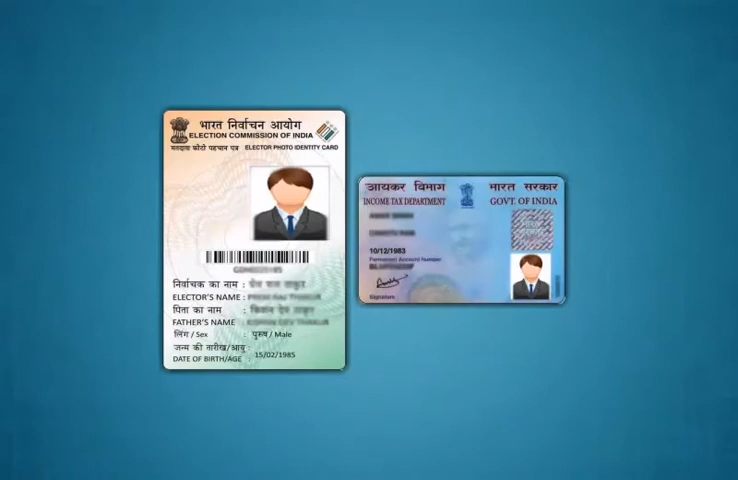 भारत निर्वाचन आयोग
ELECTION COMMISSION OF INDIA
मतदाता फोटो पहचान पत्र ELECTOR PHOTO IDENTITY CARD
निर्वाचक का नाम :
ELECTOR'S NAME :
पिता का नाम :
FATHER'S NAME :
लिंग / Sex : पुरुष / Male
जन्म की तारीख/आयु :
DATE OF BIRTH/AGE : 15/02/1985
आयकर विभाग भारत सरकार
INCOME TAX DEPARTMENT GOVT. OF INDIA
10/12/1983
Permanent Account Number
Signature